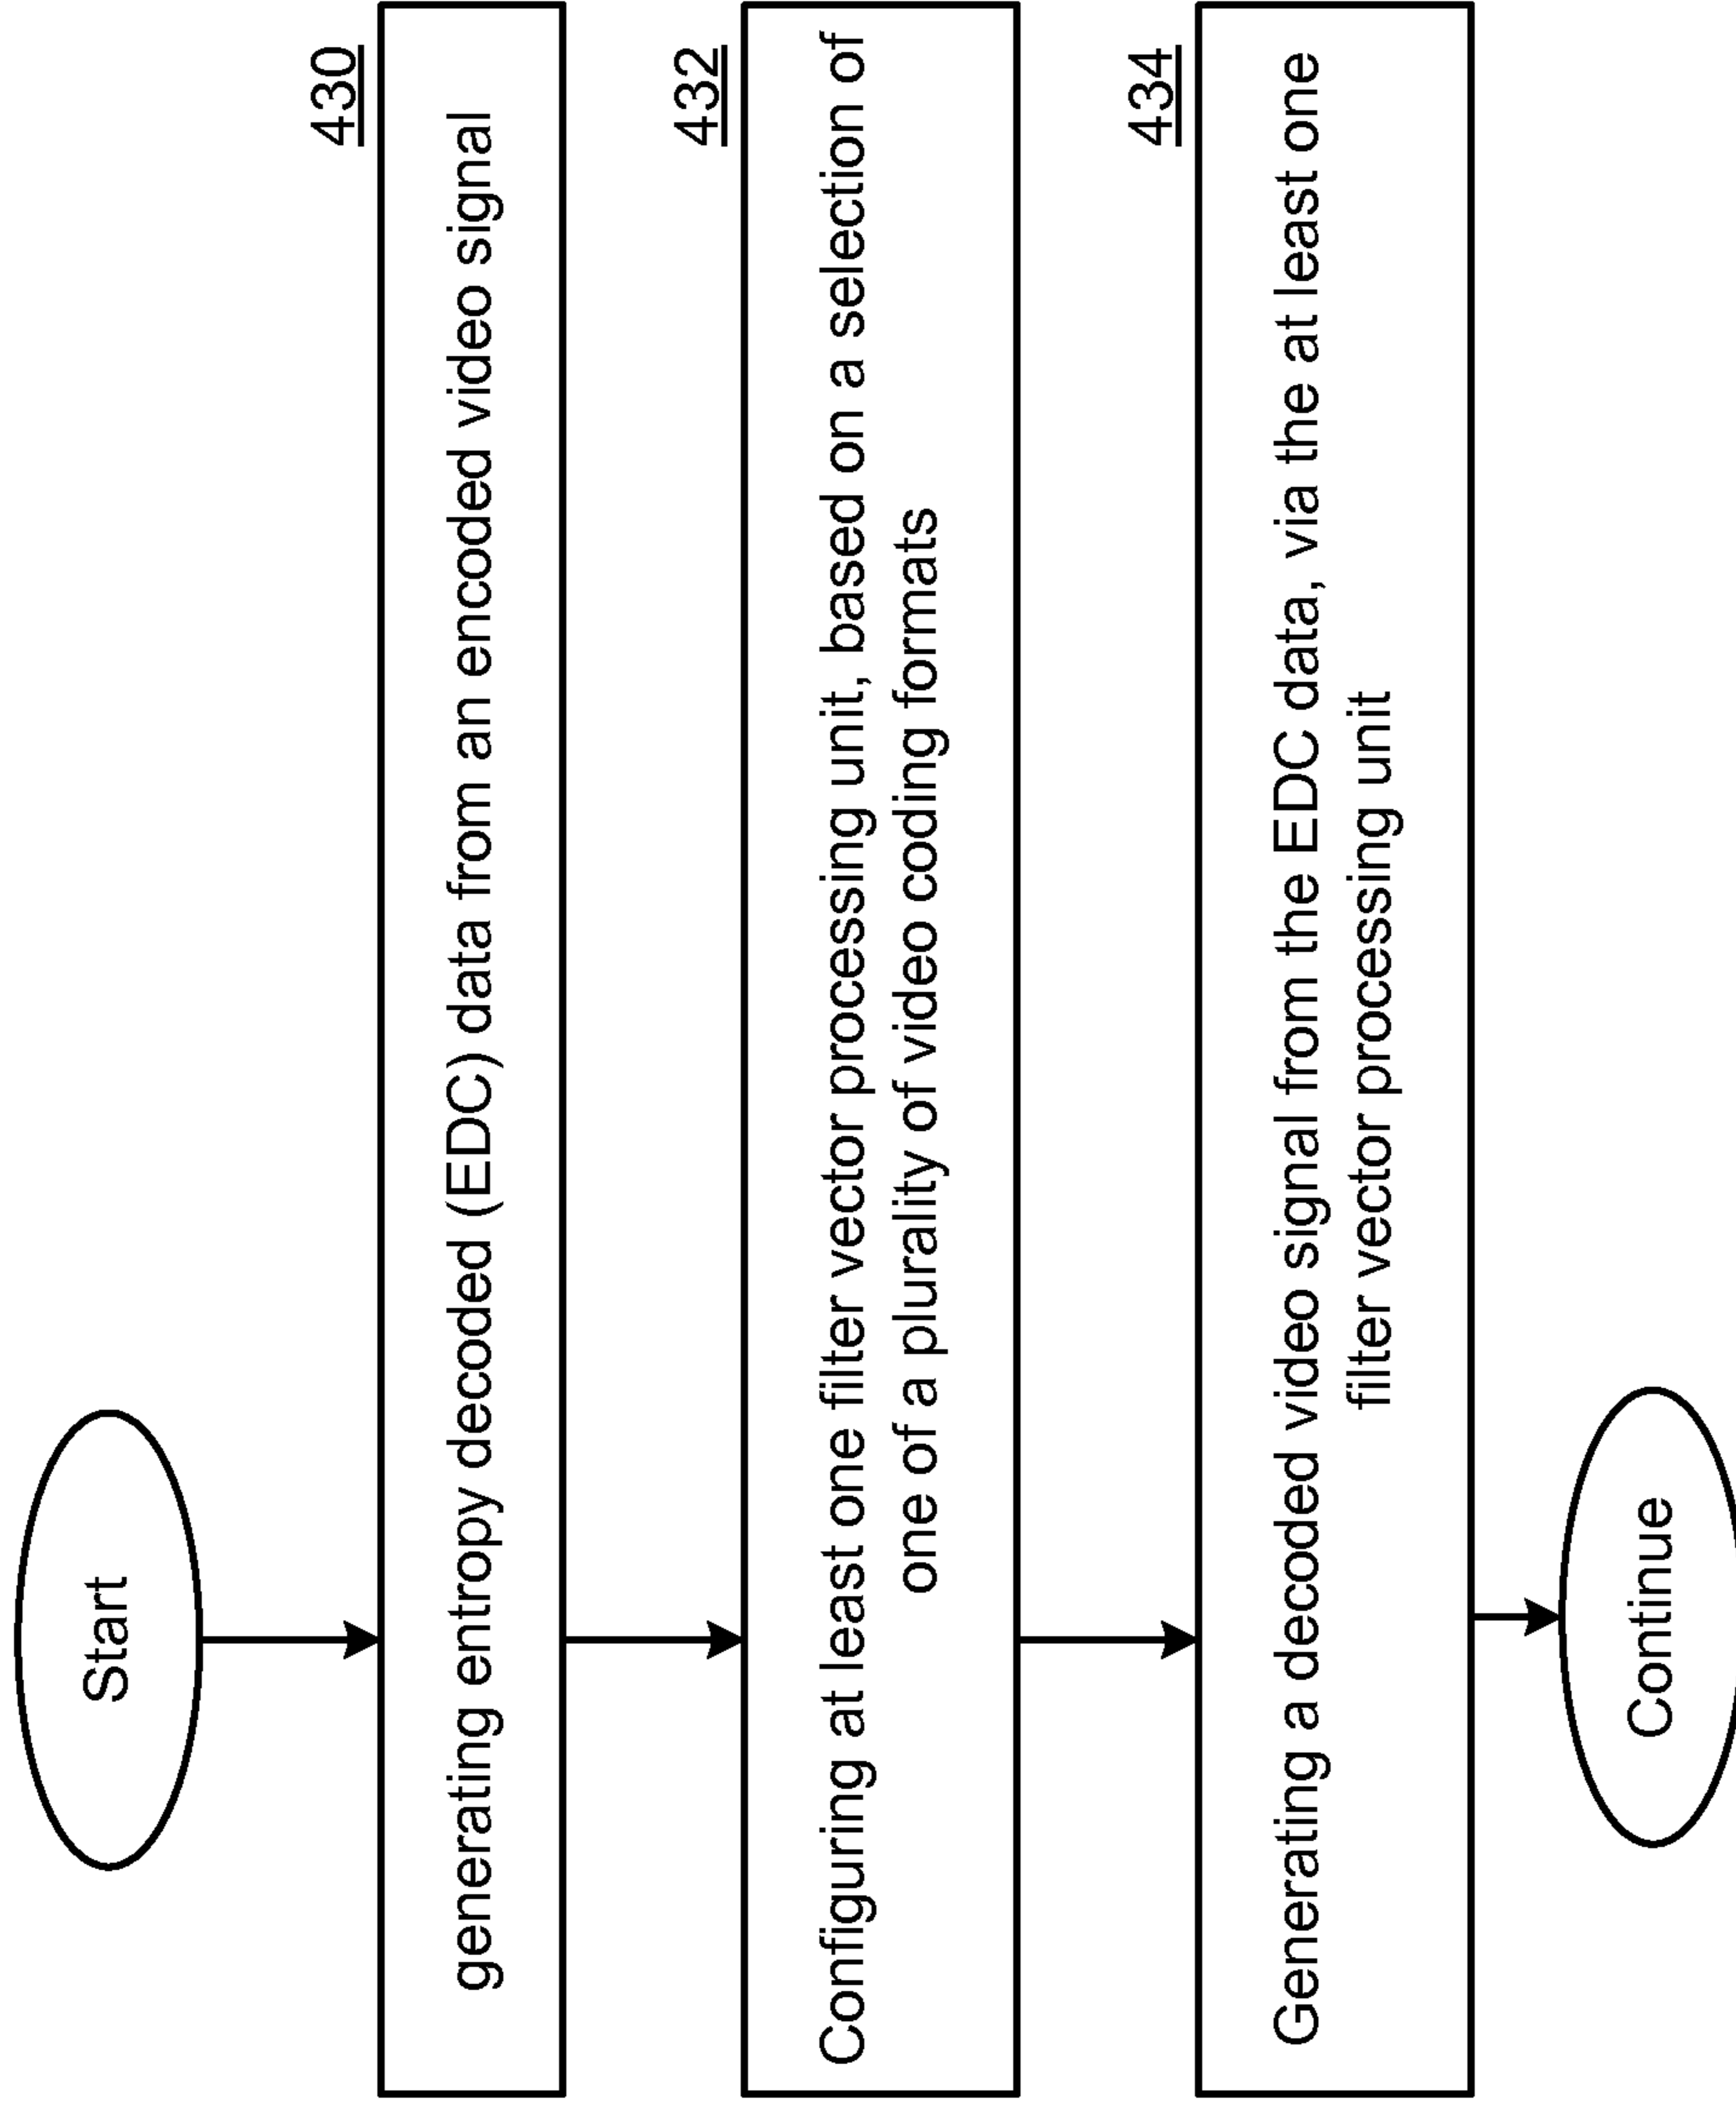 Start
430
generating entropy decoded (EDC) data from an encoded video signal
432
Configuring at least one filter vector processing unit, based on a selection of
one of a plurality of video coding formats
434
Generating a decoded video signal from the EDC data, via the at least one
filter vector processing unit
Continue